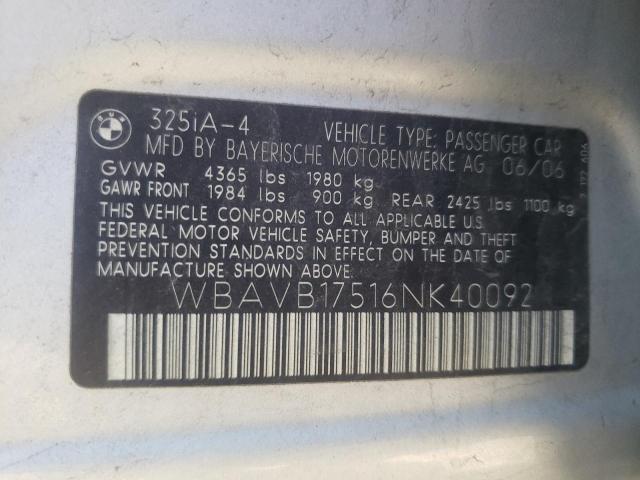 BMW 325iA-4 VEHICLE TYPE: PASSENGER CAR
MFD BY BAYERISCHE MOTORENWERKE AG 06/06
GVWR 4365 lbs 1980 kg
GAWR FRONT 1984 lbs 900 kg REAR 2425 lbs 1100 kg
THIS VEHICLE CONFORMS TO ALL APPLICABLE U.S.
FEDERAL MOTOR VEHICLE SAFETY, BUMPER AND THEFT
PREVENTION STANDARDS IN EFFECT ON THE DATE OF
MANUFACTURE SHOWN ABOVE.
WBAVB17516NK40092